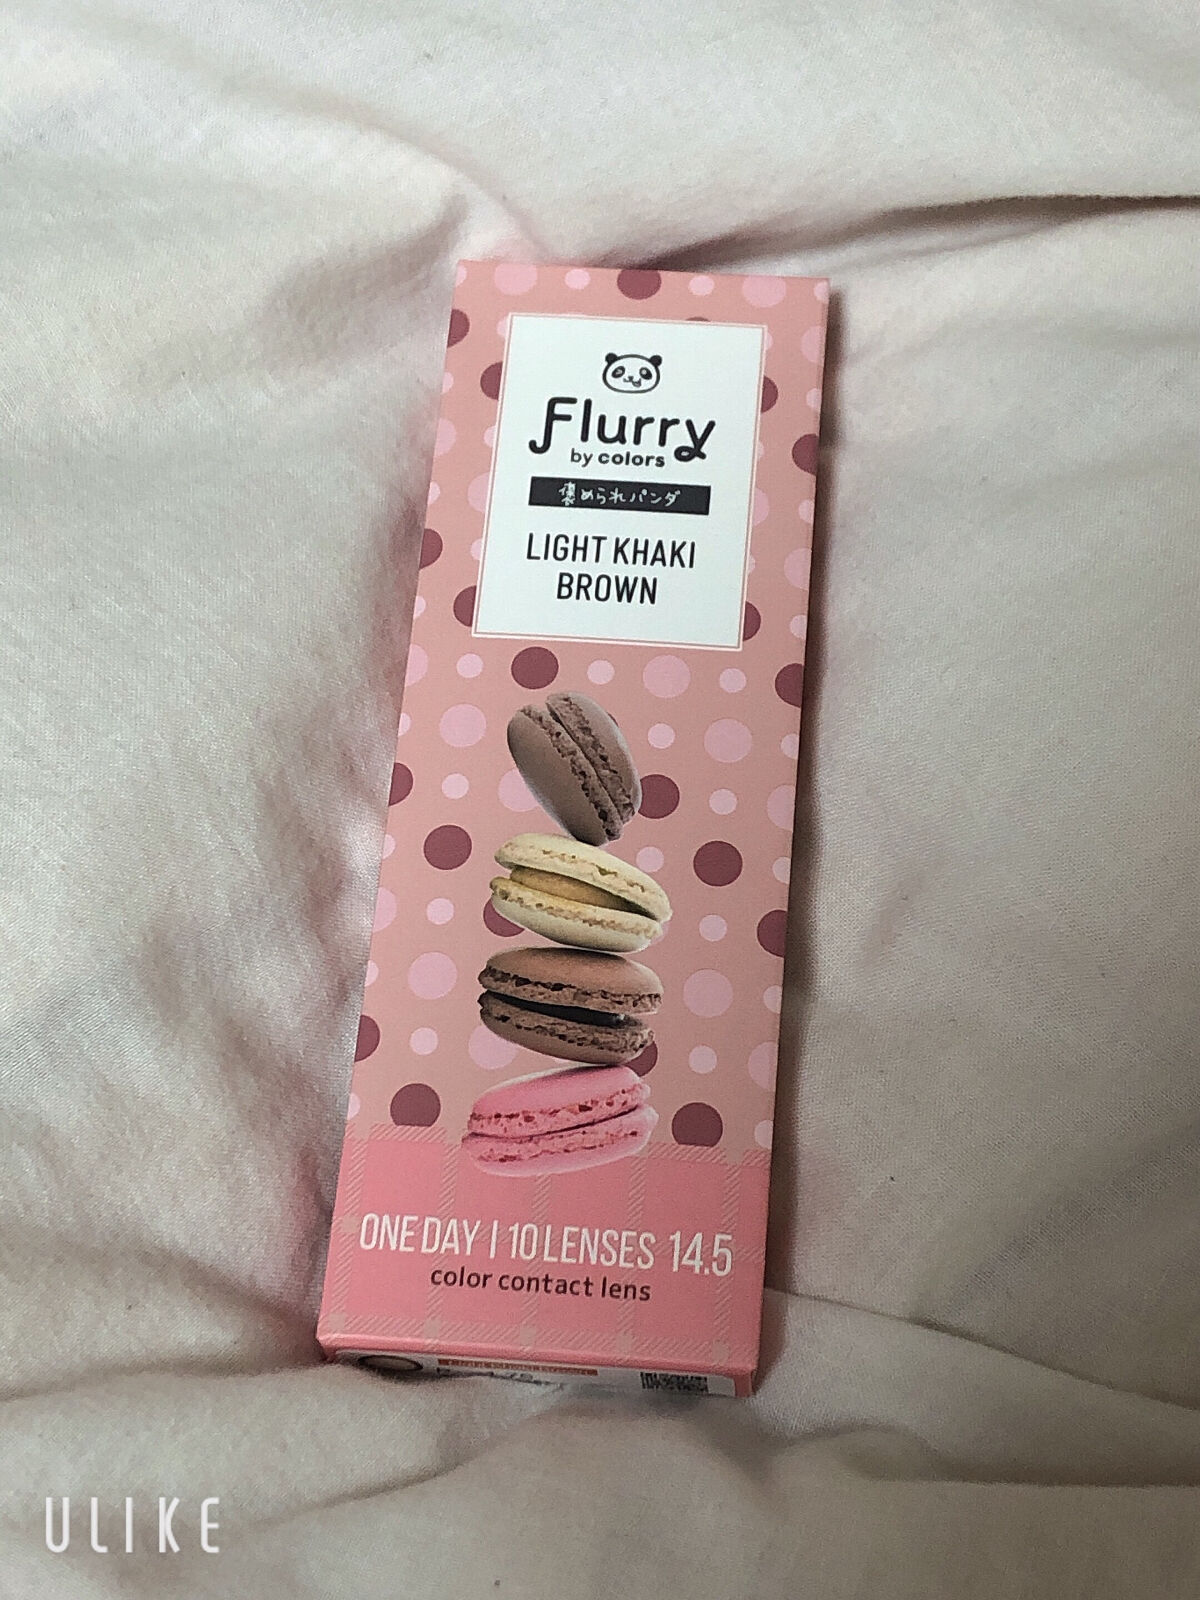 Flurry
by colors
褒められパンダ
LIGHT KHAKI
BROWN
ONE DAY | 10 LENSES 14.5
color contact lens
ULIKE